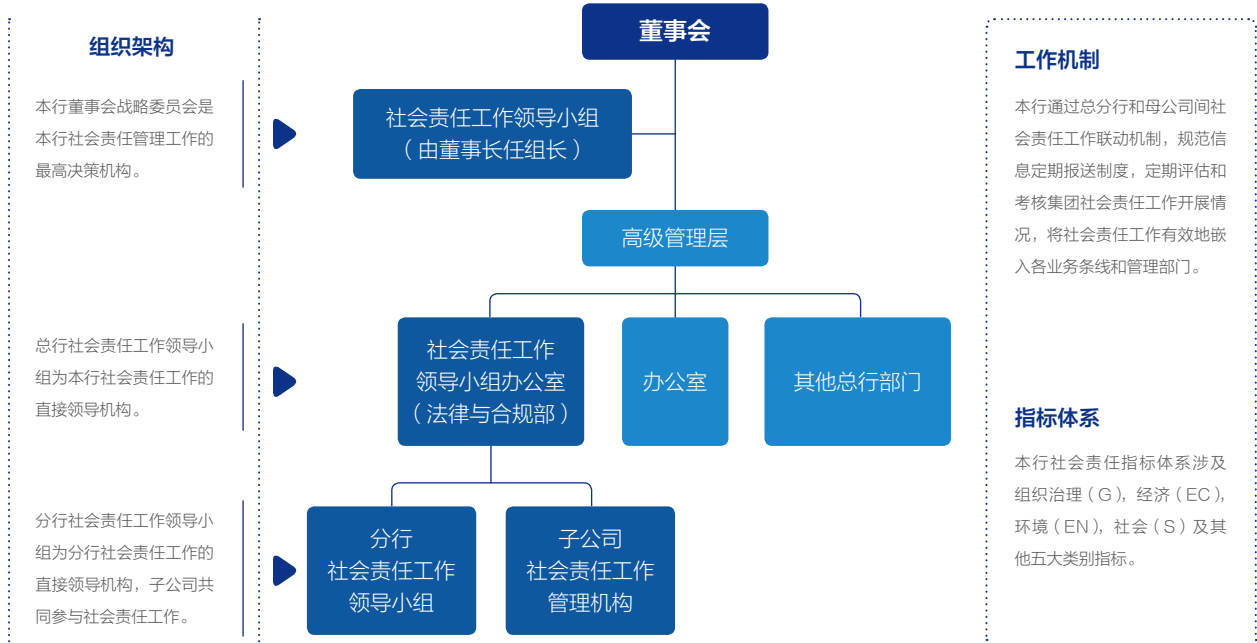 组织架构
本行董事会战略委员会是
本行社会责任管理工作的
最高决策机构。
总行社会责任工作领导小
组为本行社会责任工作的
直接领导机构。
分行社会责任工作领导小
组为分行社会责任工作的
直接领导机构，子公司共
同参与社会责任工作。
董事会
社会责任工作领导小组
（由董事长任组长）
高级管理层
社会责任工作
领导小组办公室
（法律与合规部）
办公室
其他总行部门
分行
社会责任工作
领导小组
子公司
社会责任工作
管理机构
工作机制
本行通过总分行和母公司间社
会责任工作联动机制，规范信
息定期报送制度，定期评估和
考核集团社会责任工作开展情
况，将社会责任工作有效地嵌
入各业务条线和管理部门。
指标体系
本行社会责任指标体系涉及
组织治理（G），经济（EC），
环境（EN），社会（S）及其
他五大类别指标。